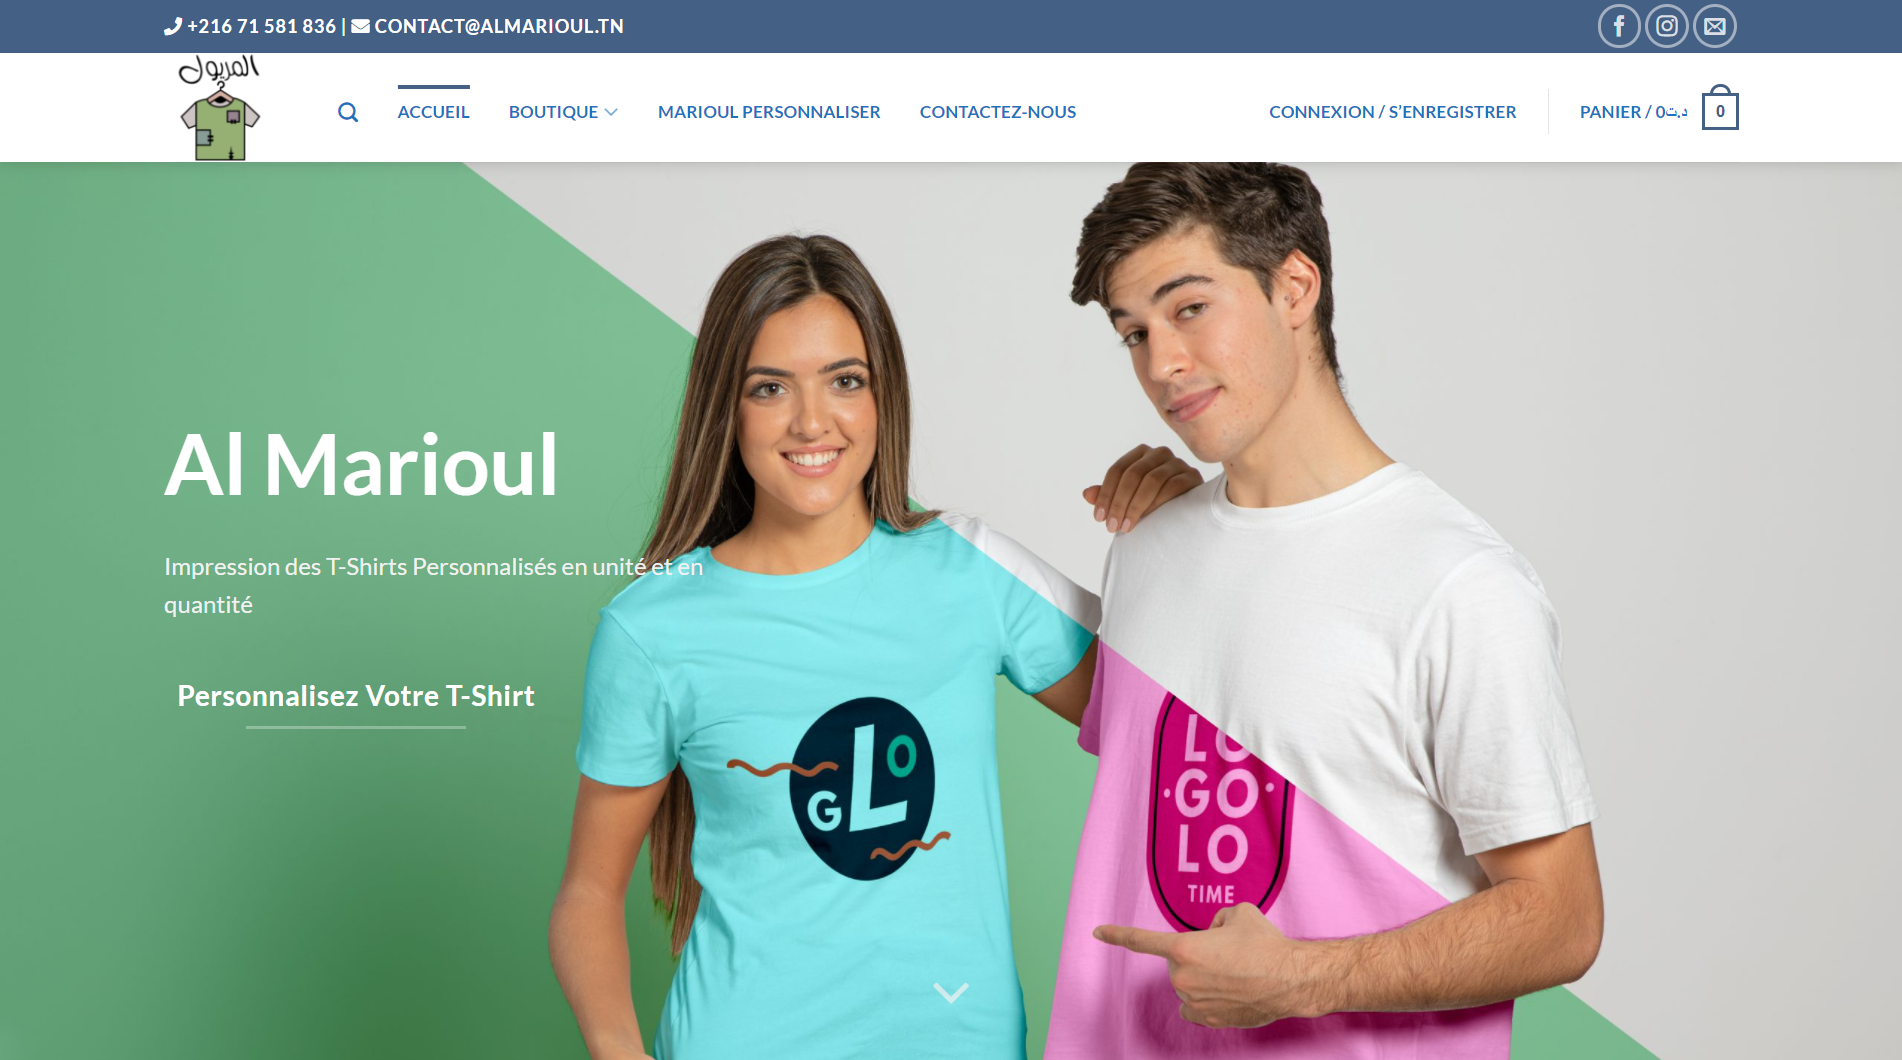 +216 71 581 836 | CONTACT@ALMARIOUL.TN
المريول
ACCUEIL
BOUTIQUE
MARIOUL PERSONNALISER
CONTACTEZ-NOUS
CONNEXION / S’ENREGISTRER
PANIER / 0د.ت
0
Al Marioul
Impression des T-Shirts Personnalisés en unité et en
quantité
Personnalisez Votre T-Shirt
LO
G
LO
GO
LO
TIME